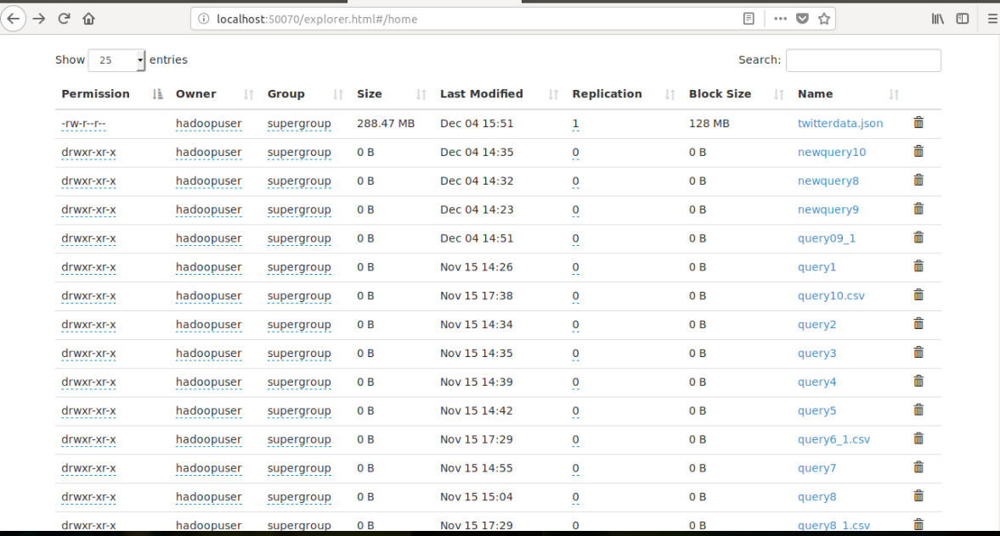 localhost:50070/explorer.html#/home
Show 25 entries Search:
Permission Owner Group Size Last Modified Replication Block Size Name
-rw-r--r-- hadoopuser supergroup 288.47 MB Dec 04 15:51 1 128 MB twitterdata.json
drwxr-xr-x hadoopuser supergroup 0 B Dec 04 14:35 0 0 B newquery10
drwxr-xr-x hadoopuser supergroup 0 B Dec 04 14:32 0 0 B newquery8
drwxr-xr-x hadoopuser supergroup 0 B Dec 04 14:23 0 0 B newquery9
drwxr-xr-x hadoopuser supergroup 0 B Dec 04 14:51 0 0 B query09_1
drwxr-xr-x hadoopuser supergroup 0 B Nov 15 14:26 0 0 B query1
drwxr-xr-x hadoopuser supergroup 0 B Nov 15 17:38 0 0 B query10.csv
drwxr-xr-x hadoopuser supergroup 0 B Nov 15 14:34 0 0 B query2
drwxr-xr-x hadoopuser supergroup 0 B Nov 15 14:35 0 0 B query3
drwxr-xr-x hadoopuser supergroup 0 B Nov 15 14:39 0 0 B query4
drwxr-xr-x hadoopuser supergroup 0 B Nov 15 14:42 0 0 B query5
drwxr-xr-x hadoopuser supergroup 0 B Nov 15 17:29 0 0 B query6_1.csv
drwxr-xr-x hadoopuser supergroup 0 B Nov 15 14:55 0 0 B query7
drwxr-xr-x hadoopuser supergroup 0 B Nov 15 15:04 0 0 B query8
drwxr-xr-x hadoopuser supergroup 0 B Nov 15 17:29 0 0 B query8_1.csv